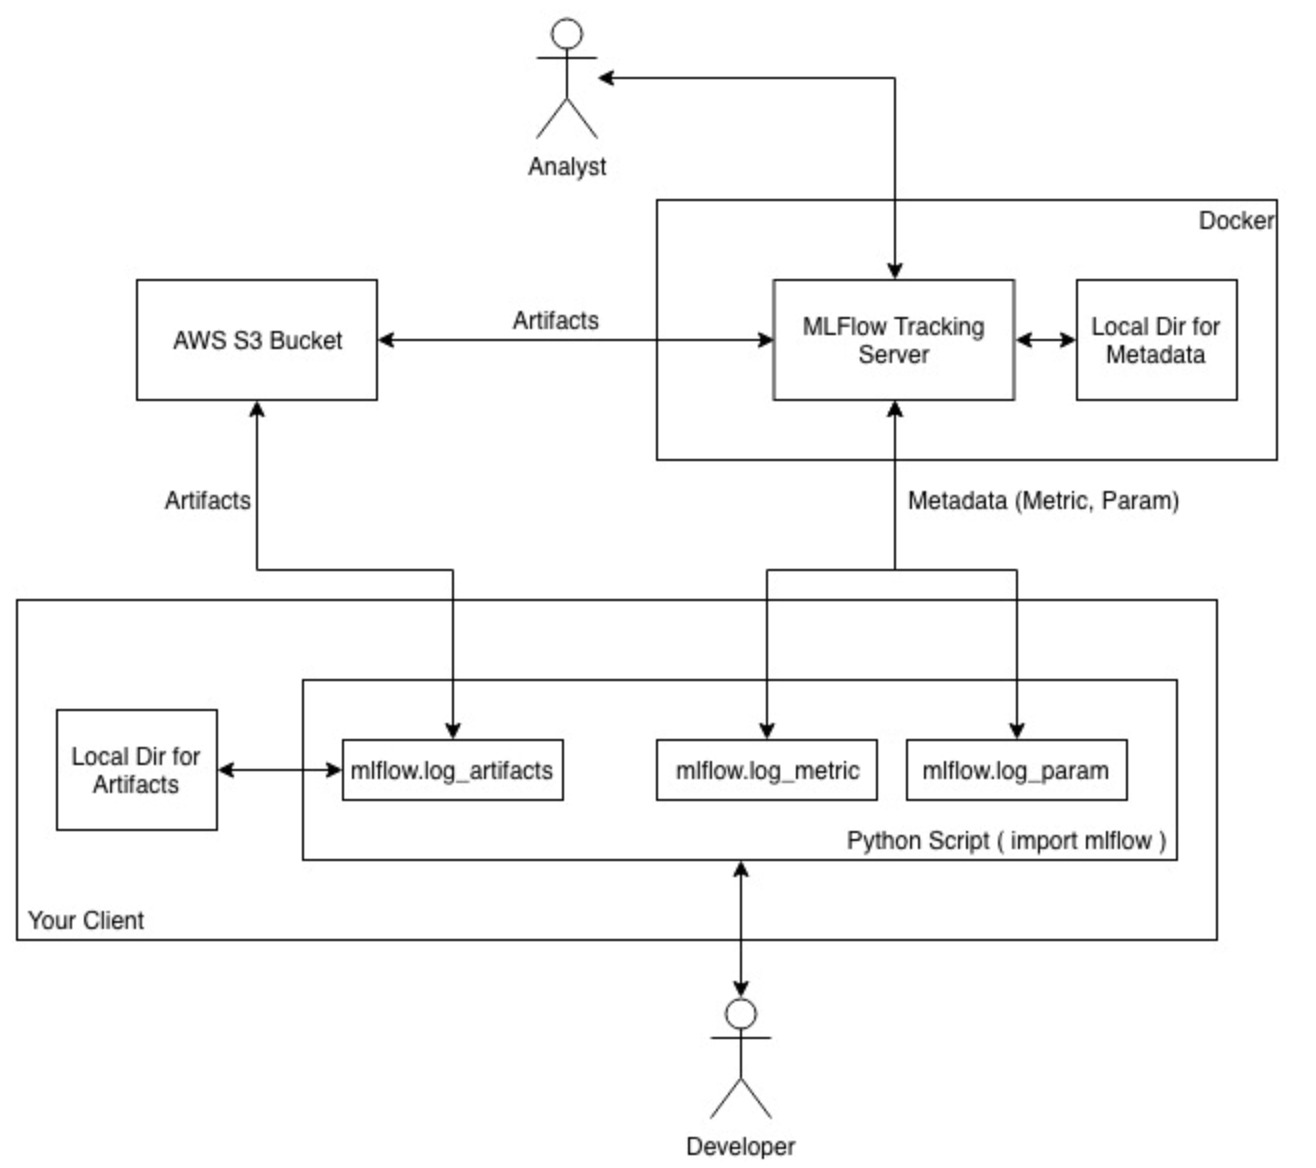 Analyst
Docker
AWS S3 Bucket
Artifacts
MLFlow Tracking
Server
Local Dir for
Metadata
Artifacts
Metadata (Metric, Param)
Local Dir for
Artifacts
mlflow.log_artifacts
mlflow.log_metric
mlflow.log_param
Python Script ( import mlflow )
Your Client
Developer